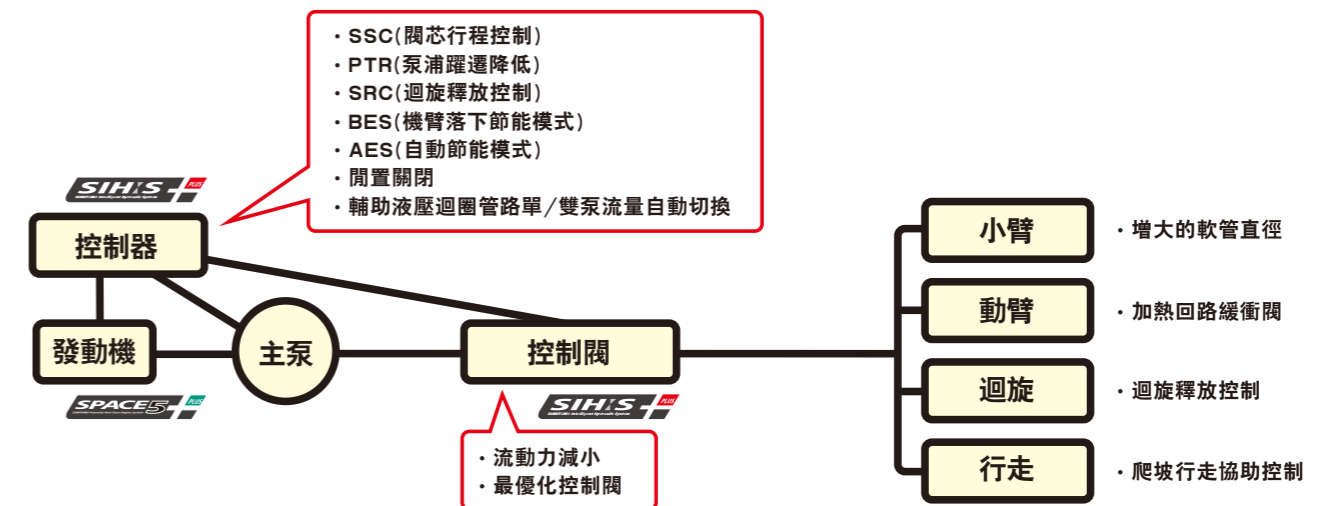 · SSC(閥芯行程控制)
· PTR(泵浦躍遷降低)
· SRC(迴旋釋放控制)
· BES(機臂落下節能模式)
· AES(自動節能模式)
· 閒置關閉
· 輔助液壓迴圈管路單/雙泵流量自動切換
SIH:S PLUS
控制器
發動機
主泵
控制閥
SPACE5 PLUS
SIH:S PLUS
· 流動力減小
· 最優化控制閥
小臂
· 增大的軟管直徑
動臂
· 加熱回路緩衝閥
迴旋
· 迴旋釋放控制
行走
· 爬坡行走協助控制